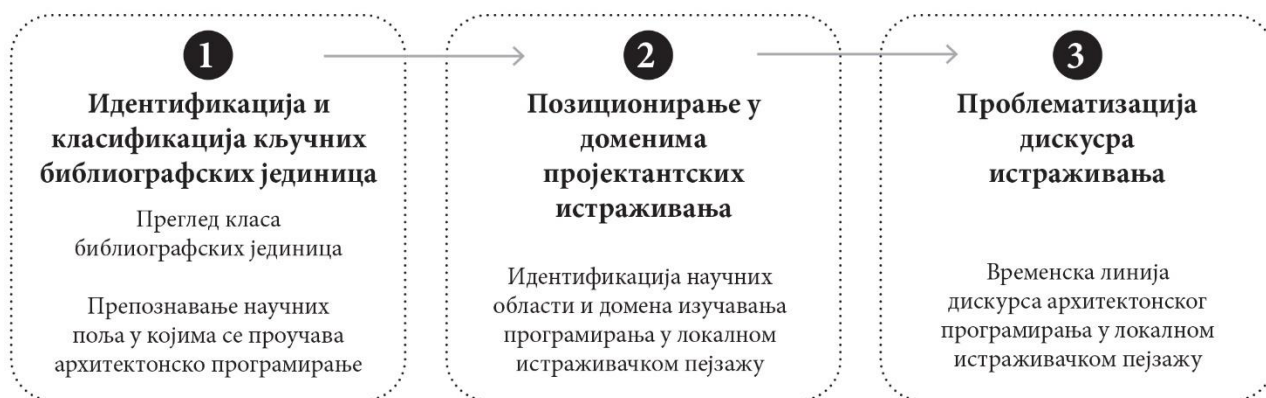 1
Идентификација и
класификација кључних
библиографских јединица
Преглед класа
библиографских јединица
Препознавање научних
поља у којима се проучава
архитектонско програмирање
2
Позиционирање у
доменима
пројектантских
истраживања
Идентификација научних
области и домена изучавања
програмирања у локалном
истраживачком пејзажу
3
Проблематизација
дискусра
истраживања
Временска линија
дискурса архитектонског
програмирања у локалном
истраживачком пејзажу